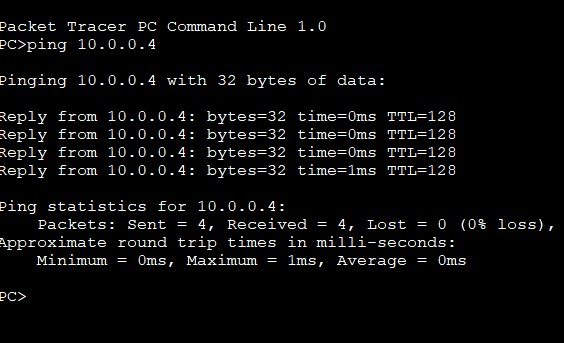 Packet Tracer PC Command Line 1.0
PC>ping 10.0.0.4
Pinging 10.0.0.4 with 32 bytes of data:
Reply from 10.0.0.4: bytes=32 time=0ms TTL=128
Reply from 10.0.0.4: bytes=32 time=0ms TTL=128
Reply from 10.0.0.4: bytes=32 time=0ms TTL=128
Reply from 10.0.0.4: bytes=32 time=1ms TTL=128
Ping statistics for 10.0.0.4:
Packets: Sent = 4, Received = 4, Lost = 0 (0% loss),
Approximate round trip times in milli-seconds:
Minimum = 0ms, Maximum = 1ms, Average = 0ms
PC>